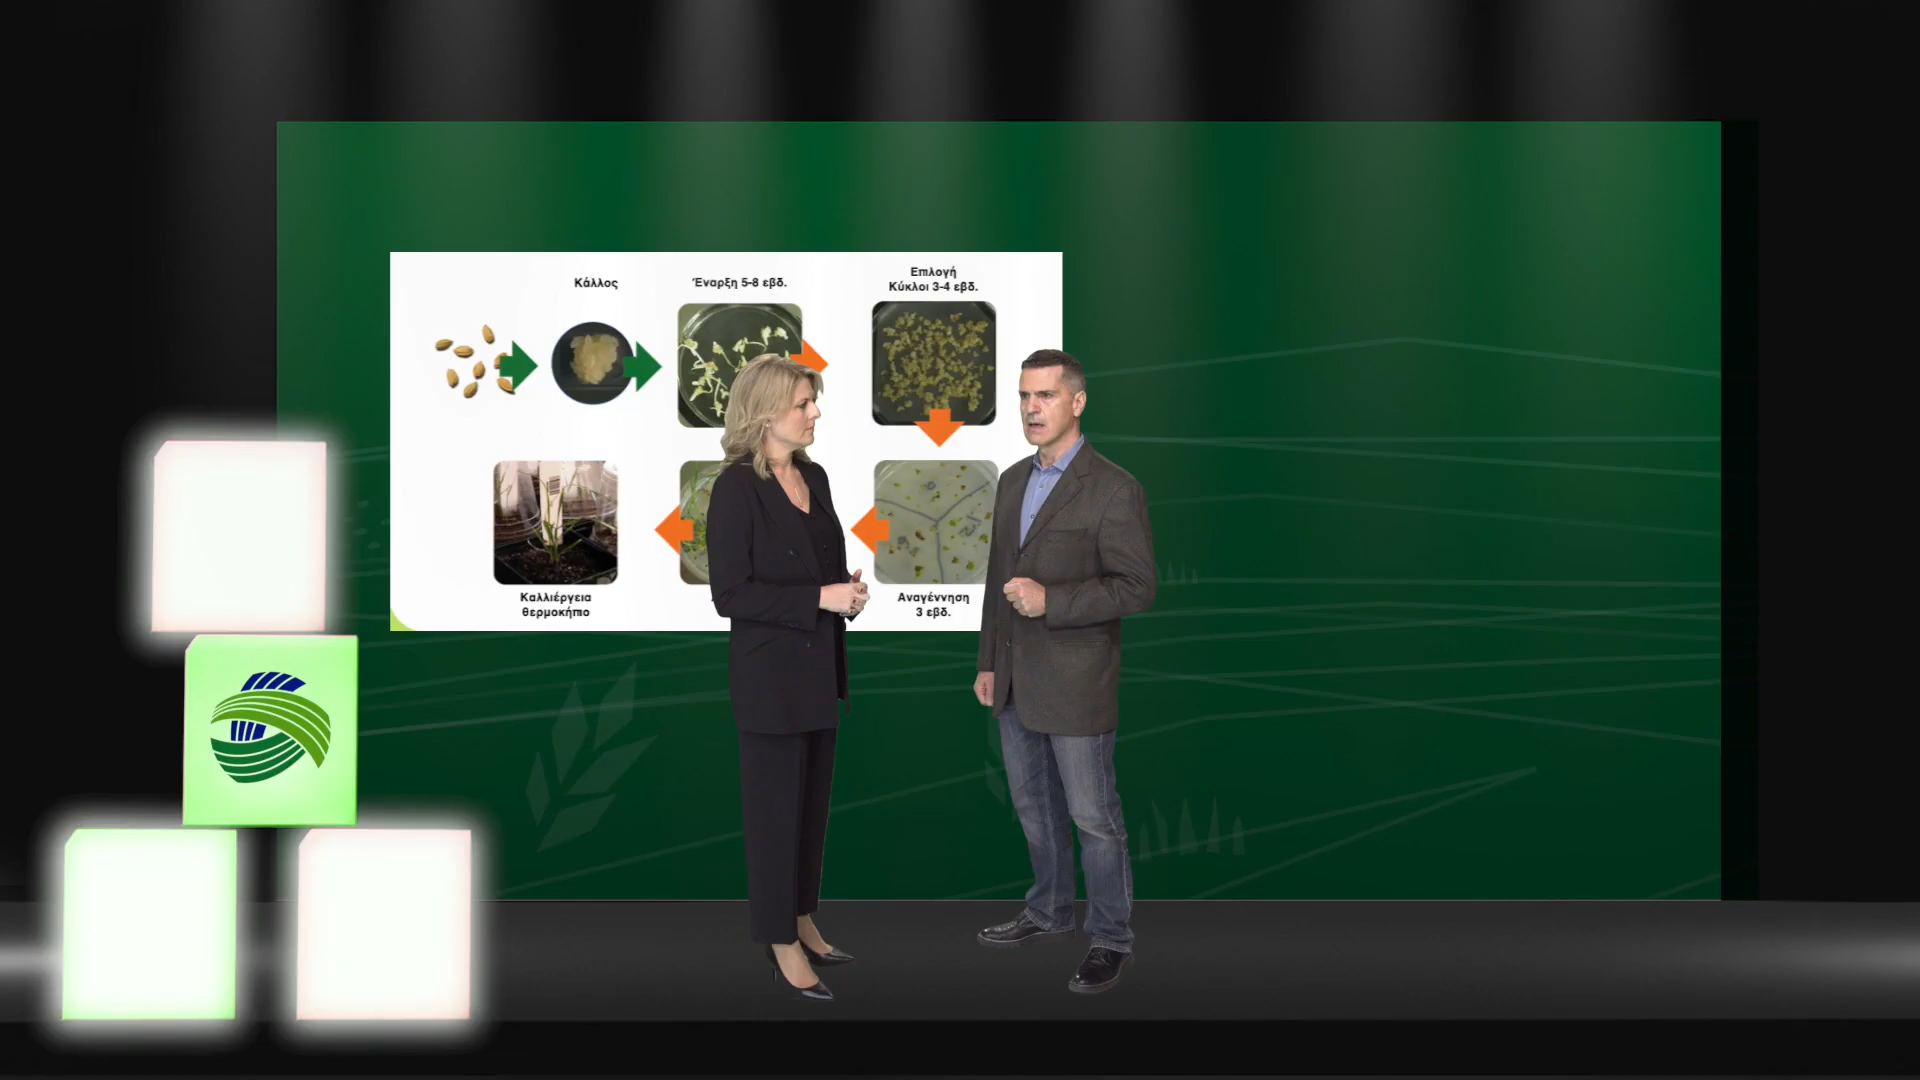 Κάλλος
Έναρξη 5-8 εβδ.
Επιλογή
Κύκλοι 3-4 εβδ.
Καλλιέργεια
θερμοκήπιο
Αναγέννηση
3 εβδ.